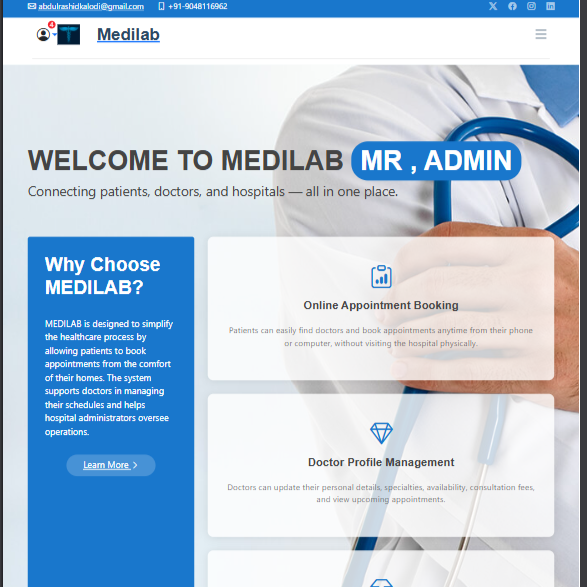 abdulrashidkalodi@gmail.com +91-9048116962
4
Medilab
WELCOME TO MEDILAB MR , ADMIN
Connecting patients, doctors, and hospitals — all in one place.
Why Choose
MEDILAB?
MEDILAB is designed to simplify
the healthcare process by
allowing patients to book
appointments from the comfort
of their homes. The system
supports doctors in managing
their schedules and helps
hospital administrators oversee
operations.
Learn More
Online Appointment Booking
Patients can easily find doctors and book appointments anytime from their phone
or computer, without visiting the hospital physically.
Doctor Profile Management
Doctors can update their personal details, specialties, availability, consultation fees,
and view upcoming appointments.